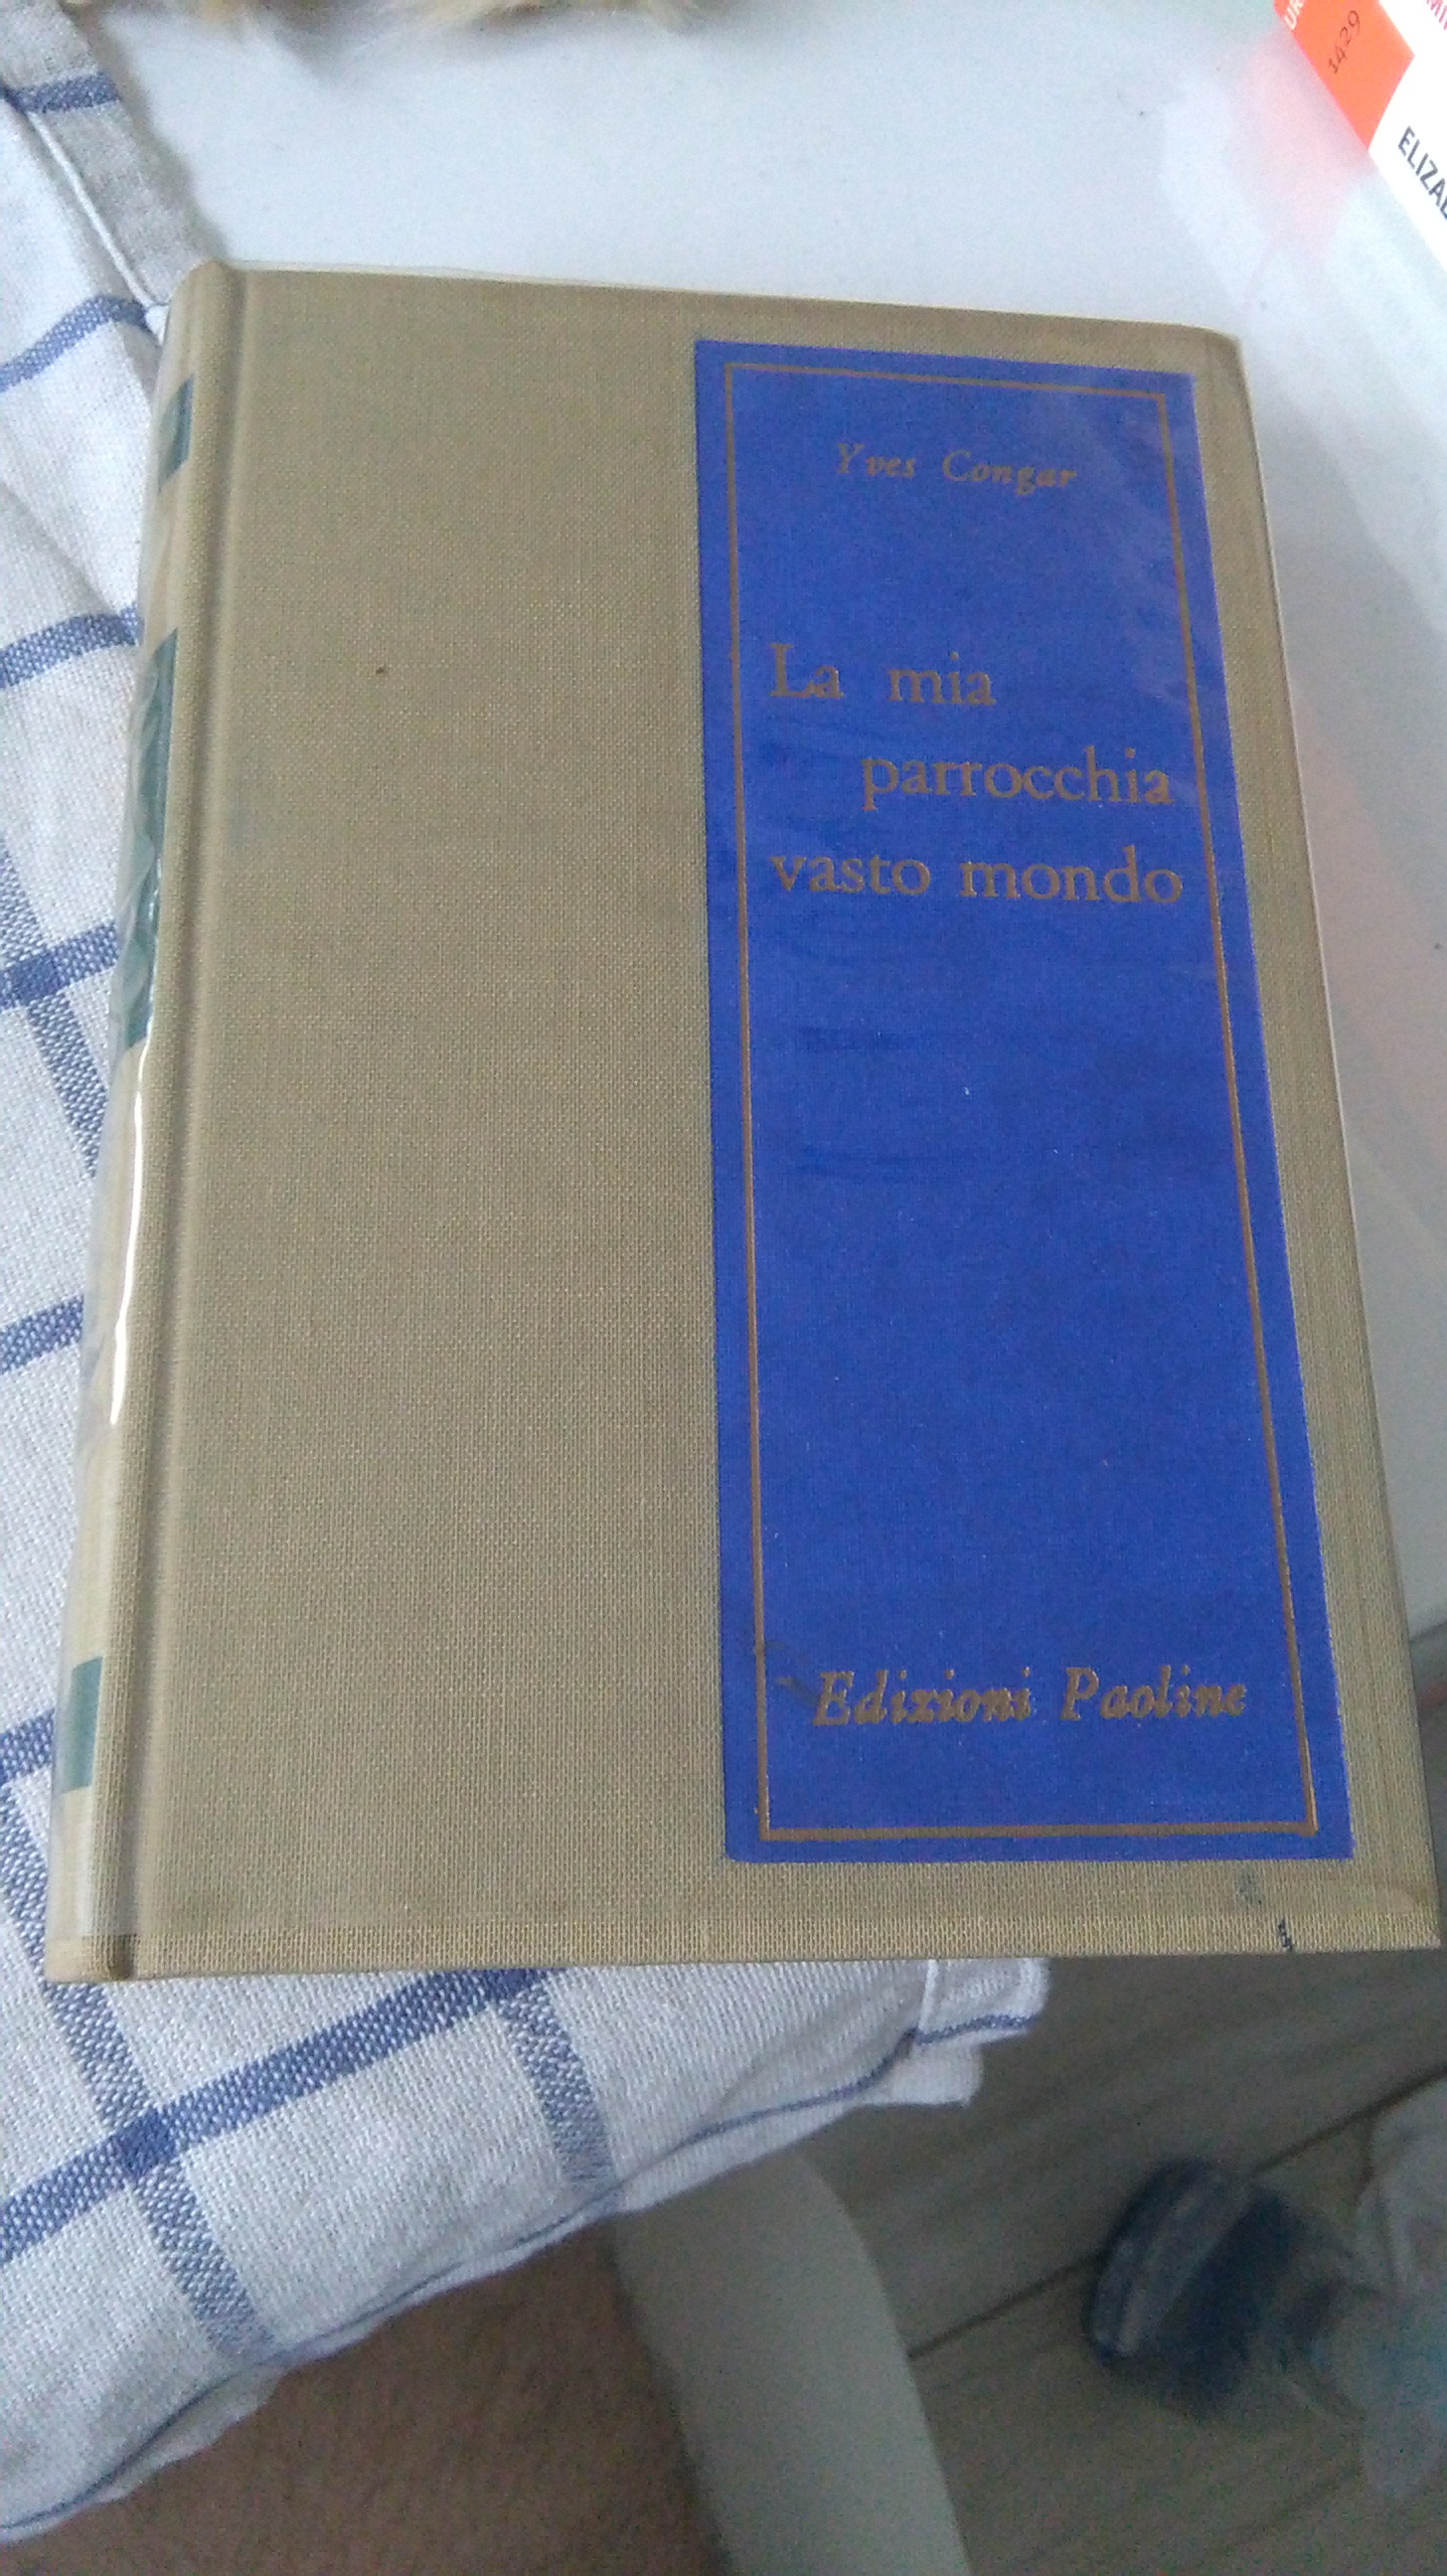 1429
ELIZA
Yves Congar
La mia
parrocchia
vasto mondo
Edizioni Paoline